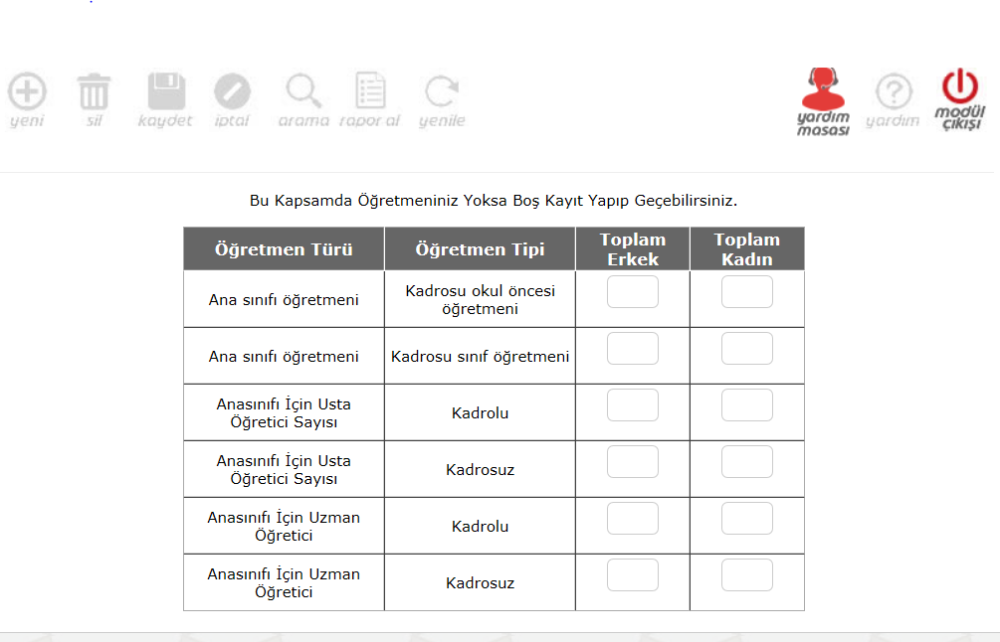 yeni sil kaydet iptal arama rapor al yenile yardım masası yardım modül çıkışı
Bu Kapsamda Öğretmeniniz Yoksa Boş Kayıt Yapıp Geçebilirsiniz.
Öğretmen Türü Öğretmen Tipi Toplam Erkek Toplam Kadın
Ana sınıfı öğretmeni Kadrosu okul öncesi öğretmeni
Ana sınıfı öğretmeni Kadrosu sınıf öğretmeni
Anasınıfı İçin Usta Öğretici Sayısı Kadrolu
Anasınıfı İçin Usta Öğretici Sayısı Kadrosuz
Anasınıfı İçin Uzman Öğretici Kadrolu
Anasınıfı İçin Uzman Öğretici Kadrosuz